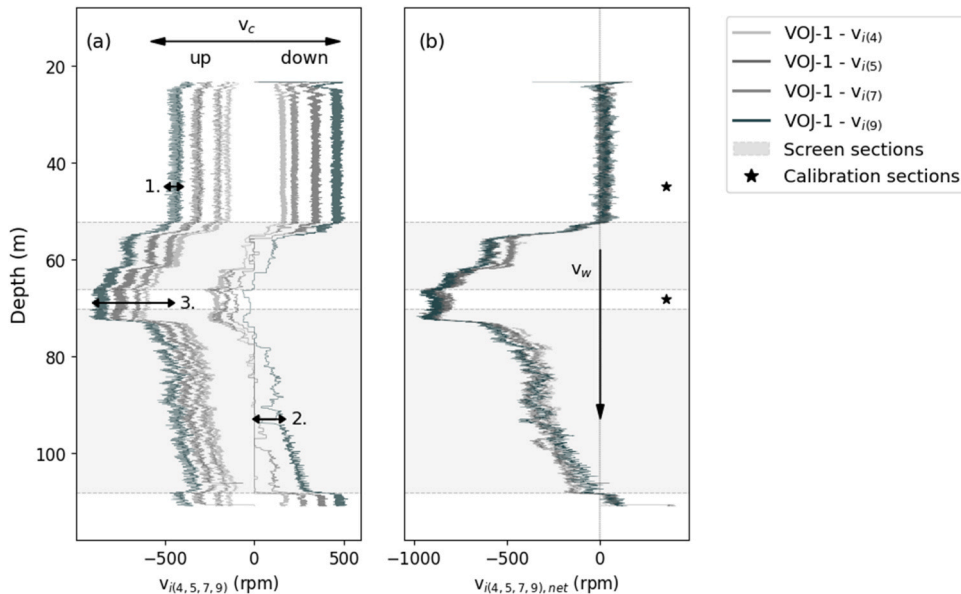 (a)
v_c
up down
(b)
20
40
60
80
100
Depth (m)
1.
3.
2.
v_w
−500 0 500
v_i(4, 5, 7, 9) (rpm)
−1000 −500 0
v_i(4, 5, 7, 9), net (rpm)
VOJ-1 - v_i(4)
VOJ-1 - v_i(5)
VOJ-1 - v_i(7)
VOJ-1 - v_i(9)
Screen sections
Calibration sections